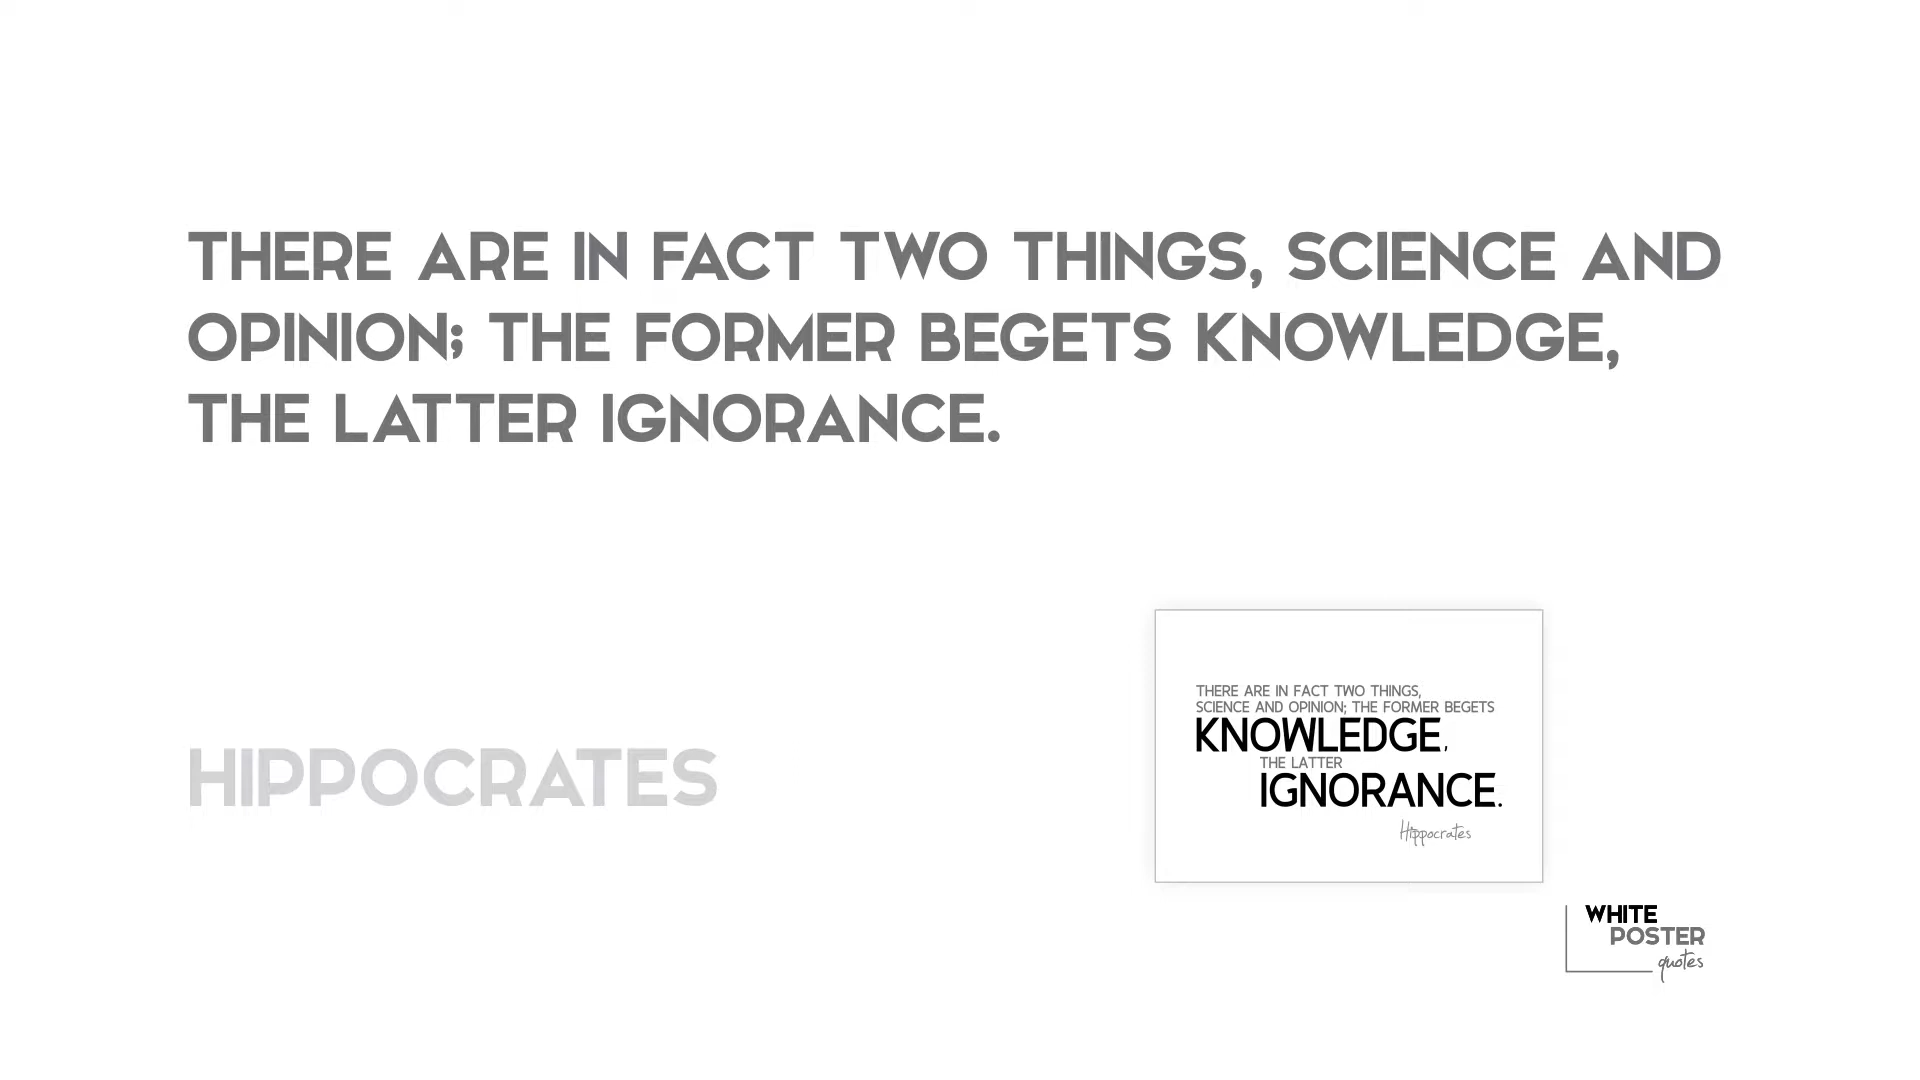 THERE ARE IN FACT TWO THINGS, SCIENCE AND
OPINION; THE FORMER BEGETS KNOWLEDGE,
THE LATTER IGNORANCE.
HIPPOCRATES
THERE ARE IN FACT TWO THINGS,
SCIENCE AND OPINION; THE FORMER BEGETS
KNOWLEDGE,
THE LATTER
IGNORANCE.
Hippocrates
WHITE
POSTER
quotes